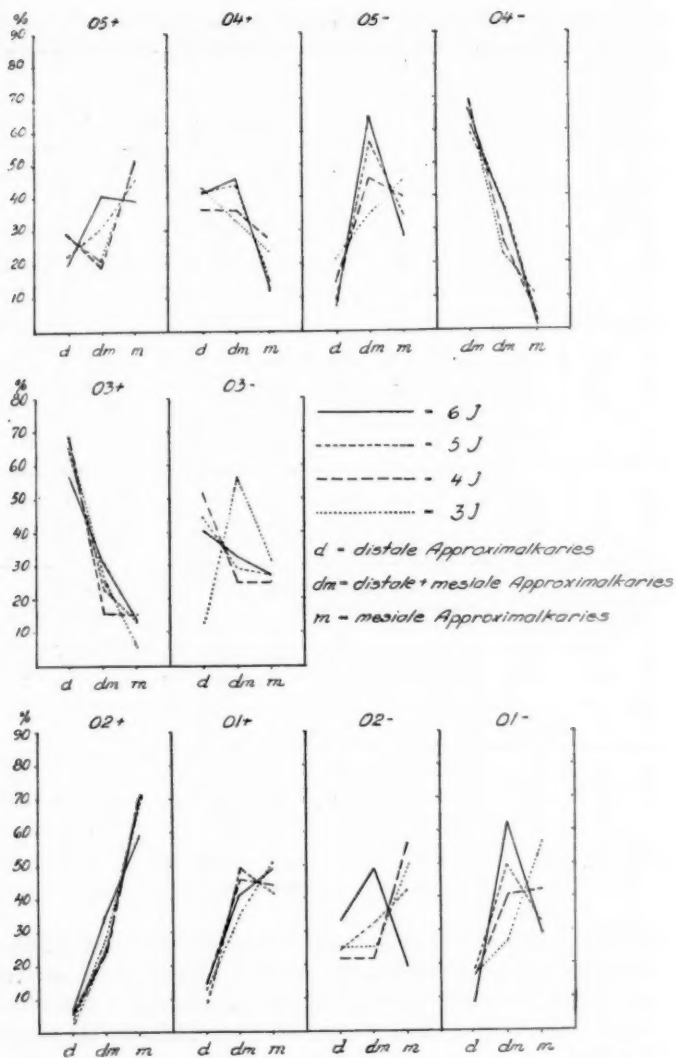 % 05+ 04+ 05- 04-
90
80
70
60
50
40
30
20
10
d dm m d dm m d dm m dm dm m
% 03+ 03-
80
70
60
50
40
30
20
10
d dm m d dm m
= 6 J
= 5 J
= 4 J
= 3 J
d = distale Approximalkaries
dm = distale + mesiale Approximalkaries
m = mesiale Approximalkaries
% 02+ 01+ 02- 01-
90
80
70
60
50
40
30
20
10
d dm m d dm m d dm m d dm m